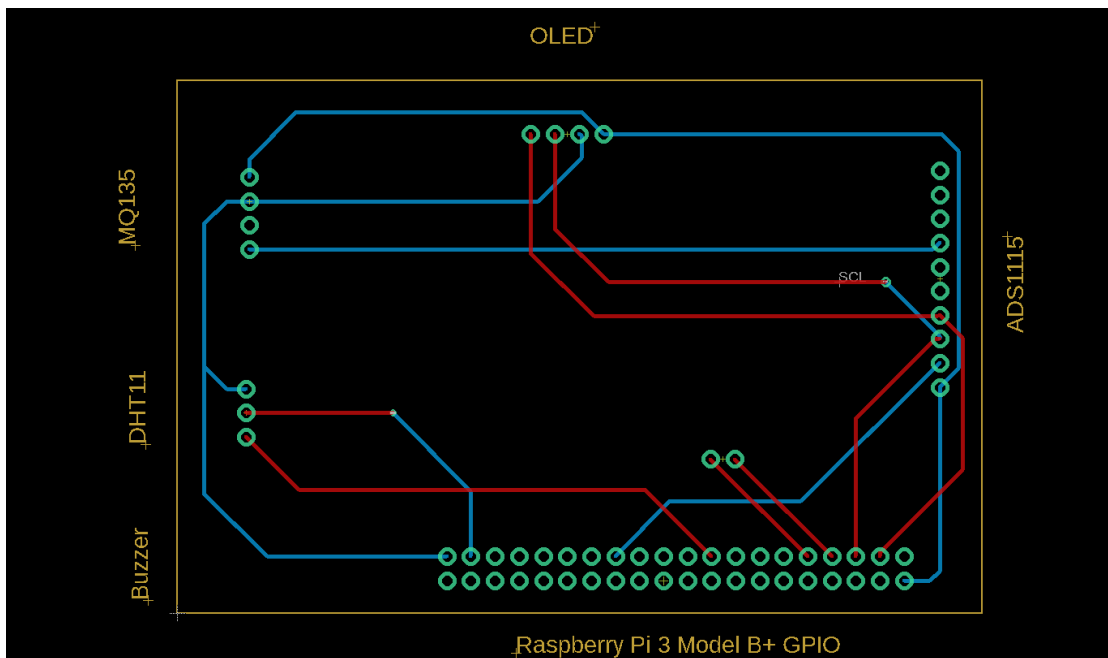 OLED
MQ135
SCL
ADS1115
DHT11
Buzzer
Raspberry Pi 3 Model B+ GPIO